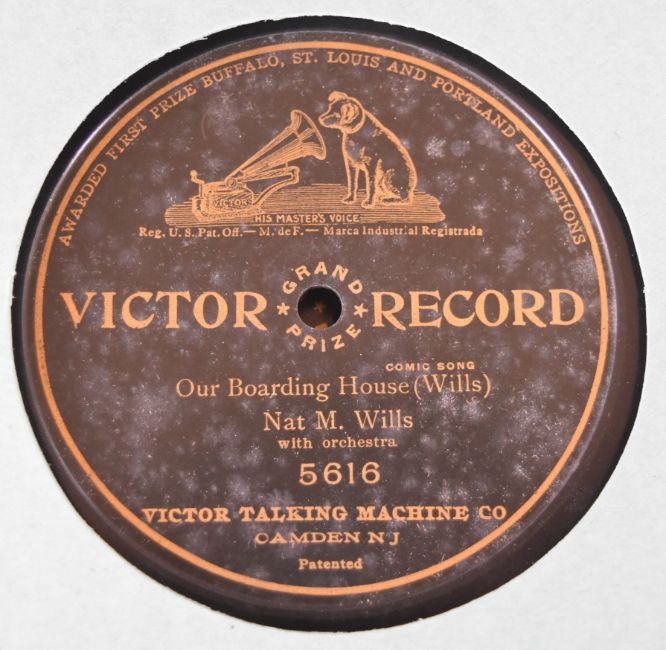 AWARDED FIRST PRIZE BUFFALO, ST. LOUIS AND PORTLAND EXPOSITIONS
VICTOR
HIS MASTER'S VOICE
Reg. U. S. Pat. Off. — M. de F. — Marca Industrial Registrada
VICTOR GRAND PRIZE RECORD
COMIC SONG
Our Boarding House (Wills)
Nat M. Wills
with orchestra
5616
VICTOR TALKING MACHINE CO
CAMDEN N J
Patented